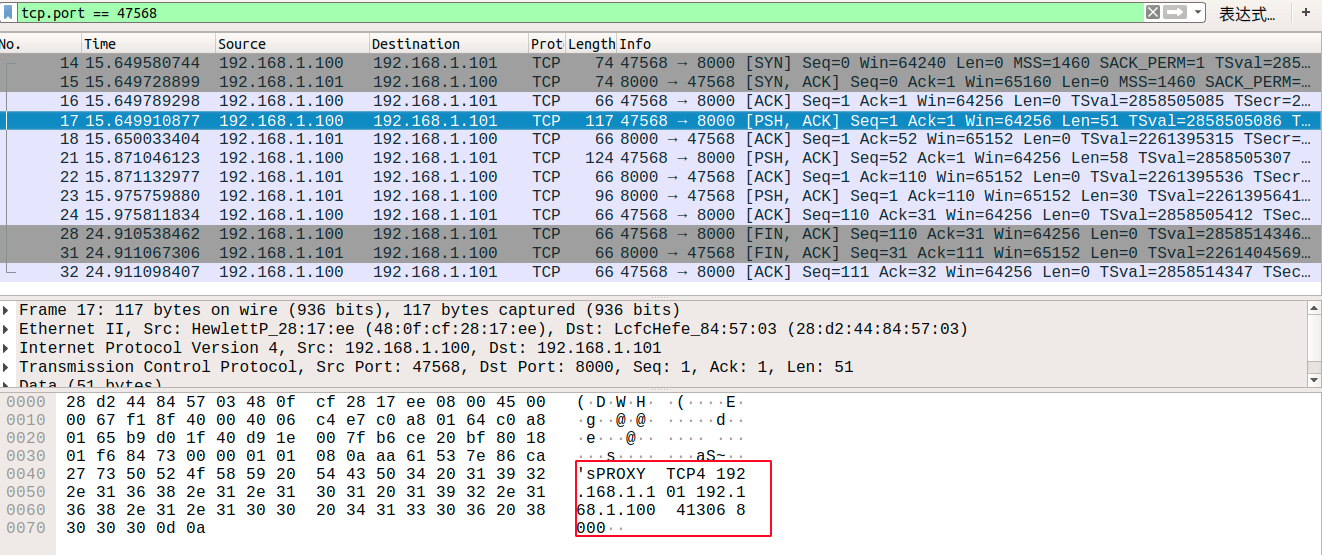 tcp.port == 47568 表达式… +
No. Time Source Destination Prot Length Info
14 15.649580744 192.168.1.100 192.168.1.101 TCP 74 47568 → 8000 [SYN] Seq=0 Win=64240 Len=0 MSS=1460 SACK_PERM=1 TSval=285…
15 15.649728899 192.168.1.101 192.168.1.100 TCP 74 8000 → 47568 [SYN, ACK] Seq=0 Ack=1 Win=65160 Len=0 MSS=1460 SACK_PERM=…
16 15.649789298 192.168.1.100 192.168.1.101 TCP 66 47568 → 8000 [ACK] Seq=1 Ack=1 Win=64256 Len=0 TSval=2858505085 TSecr=2…
17 15.649910877 192.168.1.100 192.168.1.101 TCP 117 47568 → 8000 [PSH, ACK] Seq=1 Ack=1 Win=64256 Len=51 TSval=2858505086 T…
18 15.650033404 192.168.1.101 192.168.1.100 TCP 66 8000 → 47568 [ACK] Seq=1 Ack=52 Win=65152 Len=0 TSval=2261395315 TSecr=…
21 15.871046123 192.168.1.100 192.168.1.101 TCP 124 47568 → 8000 [PSH, ACK] Seq=52 Ack=1 Win=64256 Len=58 TSval=2858505307 …
22 15.871132977 192.168.1.101 192.168.1.100 TCP 66 8000 → 47568 [ACK] Seq=1 Ack=110 Win=65152 Len=0 TSval=2261395536 TSecr…
23 15.975759880 192.168.1.101 192.168.1.100 TCP 96 8000 → 47568 [PSH, ACK] Seq=1 Ack=110 Win=65152 Len=30 TSval=2261395641…
24 15.975811834 192.168.1.100 192.168.1.101 TCP 66 47568 → 8000 [ACK] Seq=110 Ack=31 Win=64256 Len=0 TSval=2858505412 TSec…
28 24.910538462 192.168.1.100 192.168.1.101 TCP 66 47568 → 8000 [FIN, ACK] Seq=110 Ack=31 Win=64256 Len=0 TSval=2858514346…
31 24.911067306 192.168.1.101 192.168.1.100 TCP 66 8000 → 47568 [FIN, ACK] Seq=31 Ack=111 Win=65152 Len=0 TSval=2261404569…
32 24.911098407 192.168.1.100 192.168.1.101 TCP 66 47568 → 8000 [ACK] Seq=111 Ack=32 Win=64256 Len=0 TSval=2858514347 TSec…
Frame 17: 117 bytes on wire (936 bits), 117 bytes captured (936 bits)
Ethernet II, Src: HewlettP_28:17:ee (48:0f:cf:28:17:ee), Dst: LcfcHefe_84:57:03 (28:d2:44:84:57:03)
Internet Protocol Version 4, Src: 192.168.1.100, Dst: 192.168.1.101
Transmission Control Protocol, Src Port: 47568, Dst Port: 8000, Seq: 1, Ack: 1, Len: 51
Data (51 bytes)
0000 28 d2 44 84 57 03 48 0f cf 28 17 ee 08 00 45 00 (·D·W·H· ·(····E·
0010 00 67 f1 8f 40 00 40 06 c4 e7 c0 a8 01 64 c0 a8 ·g··@·@· ·····d··
0020 01 65 b9 d0 1f 40 d9 1e 00 7f b6 ce 20 bf 80 18 ·e···@·· ···· ···
0030 01 f6 84 73 00 00 01 01 08 0a aa 61 53 7e 86 ca ···s···· ···aS~··
0040 27 73 50 52 4f 58 59 20 54 43 50 34 20 31 39 32 'sPROXY TCP4 192
0050 2e 31 36 38 2e 31 2e 31 30 31 20 31 39 32 2e 31 .168.1.1 01 192.1
0060 36 38 2e 31 2e 31 30 30 20 34 31 33 30 36 20 38 68.1.100 41306 8
0070 30 30 30 0d 0a 000··